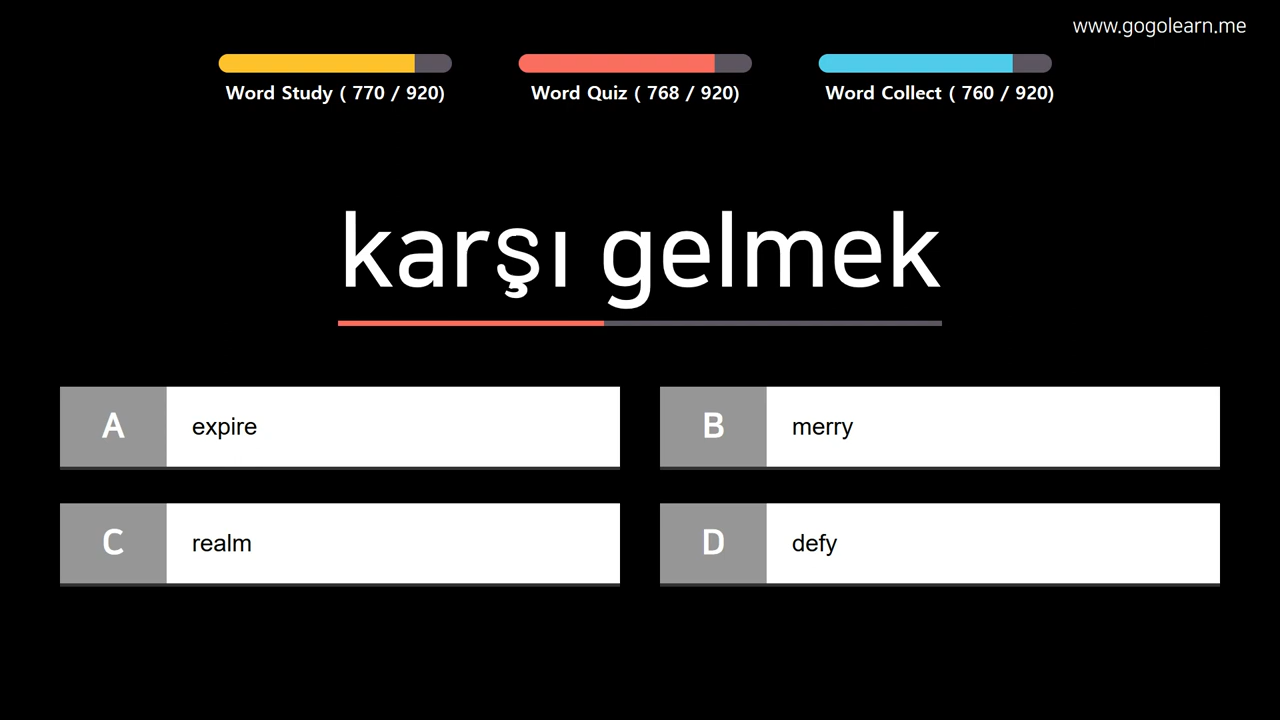 www.gogolearn.me
Word Study ( 770 / 920)
Word Quiz ( 768 / 920)
Word Collect ( 760 / 920)
karşı gelmek
A expire
B merry
C realm
D defy